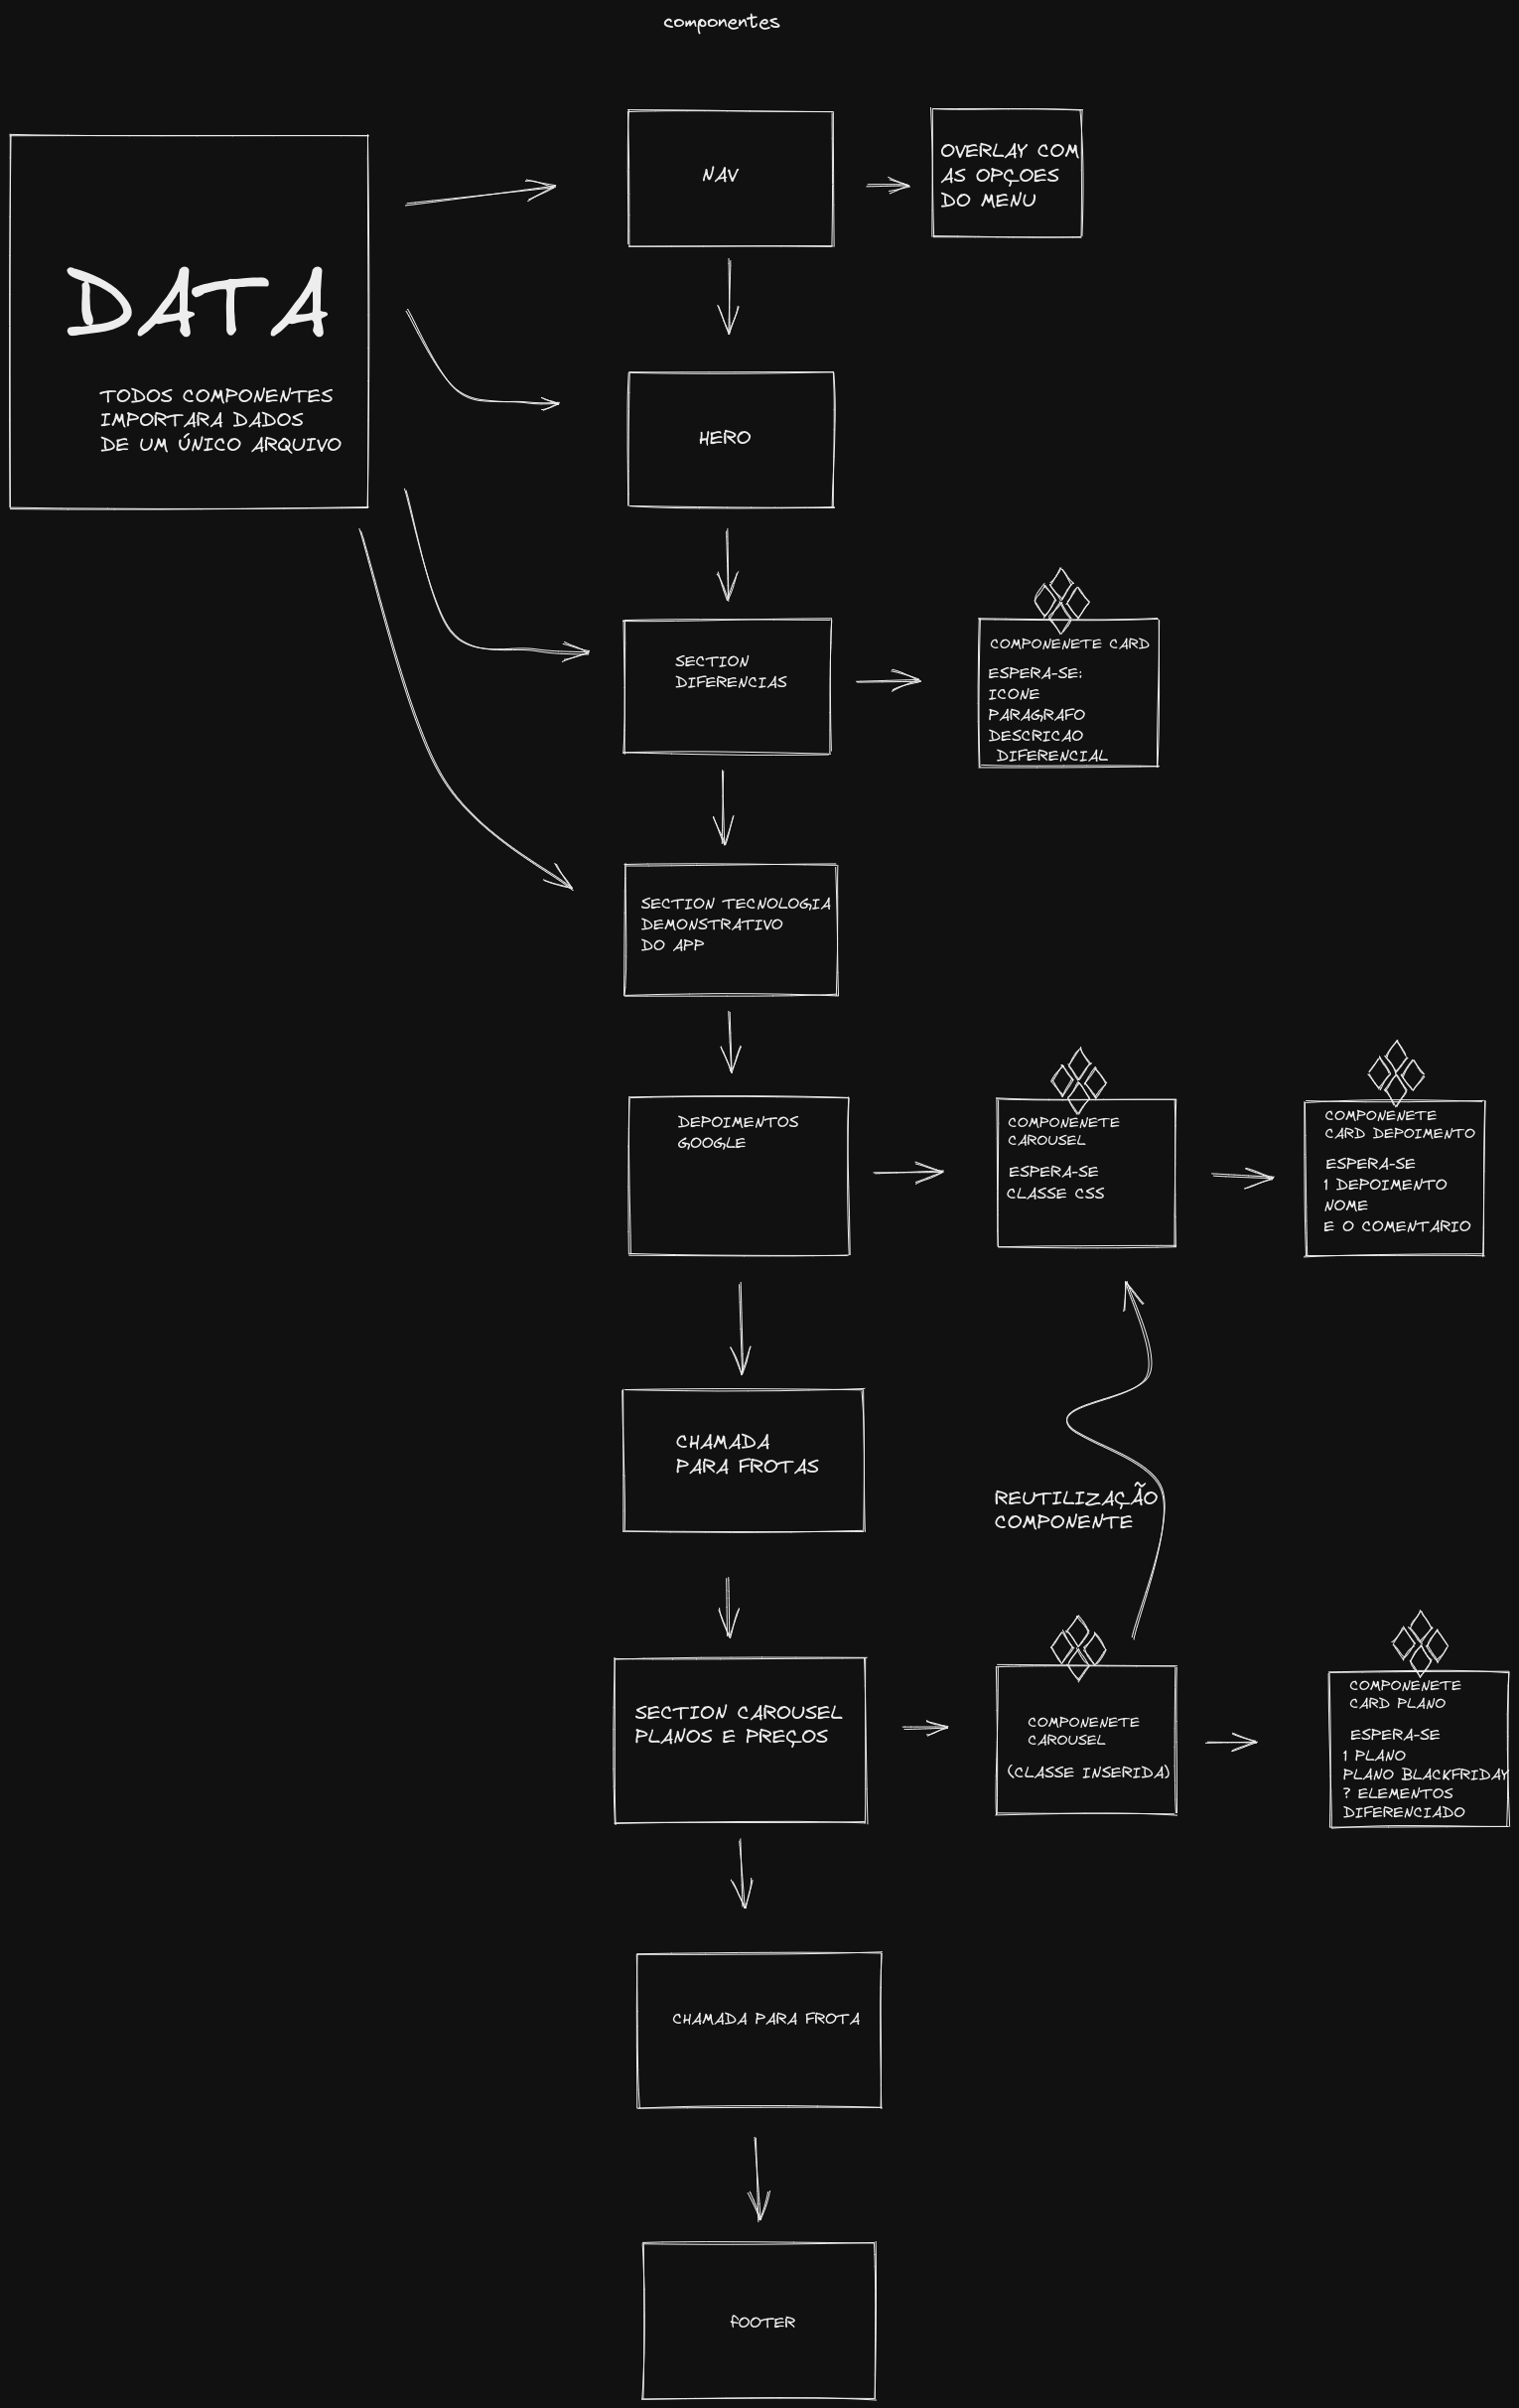 componentes
NAV
OVERLAY COM
AS OPÇOES
DO MENU
DATA
TODOS COMPONENTES
IMPORTARA DADOS
DE UM ÚNICO ARQUIVO
HERO
SECTION
DIFERENCIAS
COMPONENETE CARD
ESPERA-SE:
ICONE
PARAGRAFO
DESCRICAO
DIFERENCIAL
SECTION TECNOLOGIA
DEMONSTRATIVO
DO APP
DEPOIMENTOS
GOOGLE
COMPONENETE
CAROUSEL
ESPERA-SE
CLASSE CSS
COMPONENETE
CARD DEPOIMENTO
ESPERA-SE
1 DEPOIMENTO
NOME
E O COMENTARIO
CHAMADA
PARA FROTAS
REUTILIZAÇÃO
COMPONENTE
SECTION CAROUSEL
PLANOS E PREÇOS
COMPONENETE
CAROUSEL
(CLASSE INSERIDA)
COMPONENETE
CARD PLANO
ESPERA-SE
1 PLANO
PLANO BLACKFRIDAY
? ELEMENTOS
DIFERENCIADO
CHAMADA PARA FROTA
FOOTER